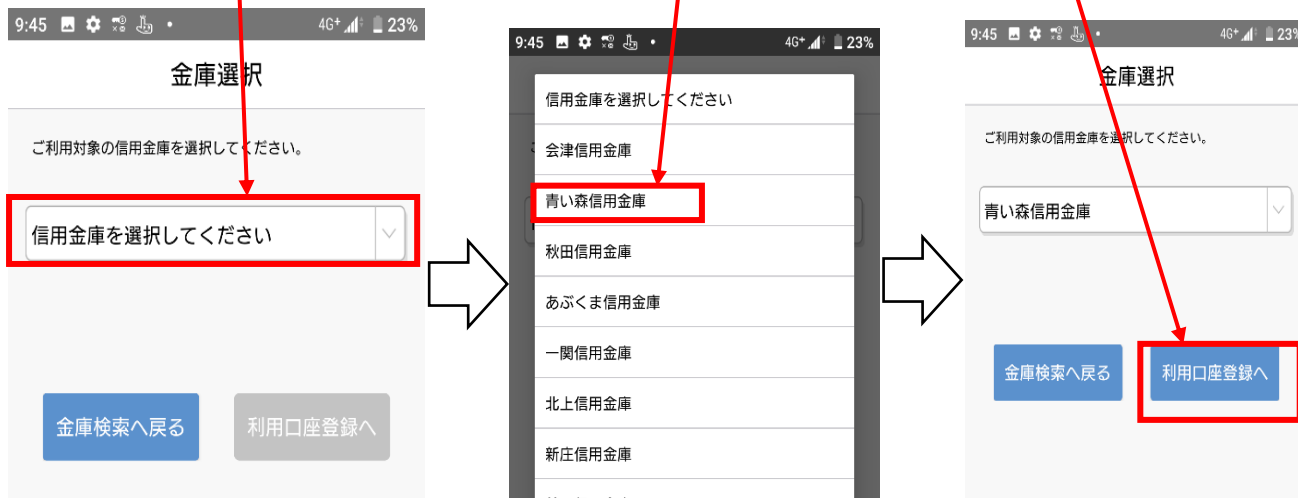 9:45
4G+
23%
金庫選択
ご利用対象の信用金庫を選択してください。
信用金庫を選択してください
金庫検索へ戻る
利用口座登録へ
9:45
4G+
23%
信用金庫を選択してください
会津信用金庫
青い森信用金庫
秋田信用金庫
あぶくま信用金庫
一関信用金庫
北上信用金庫
新庄信用金庫
9:45
4G+
23%
金庫選択
ご利用対象の信用金庫を選択してください。
青い森信用金庫
金庫検索へ戻る
利用口座登録へ